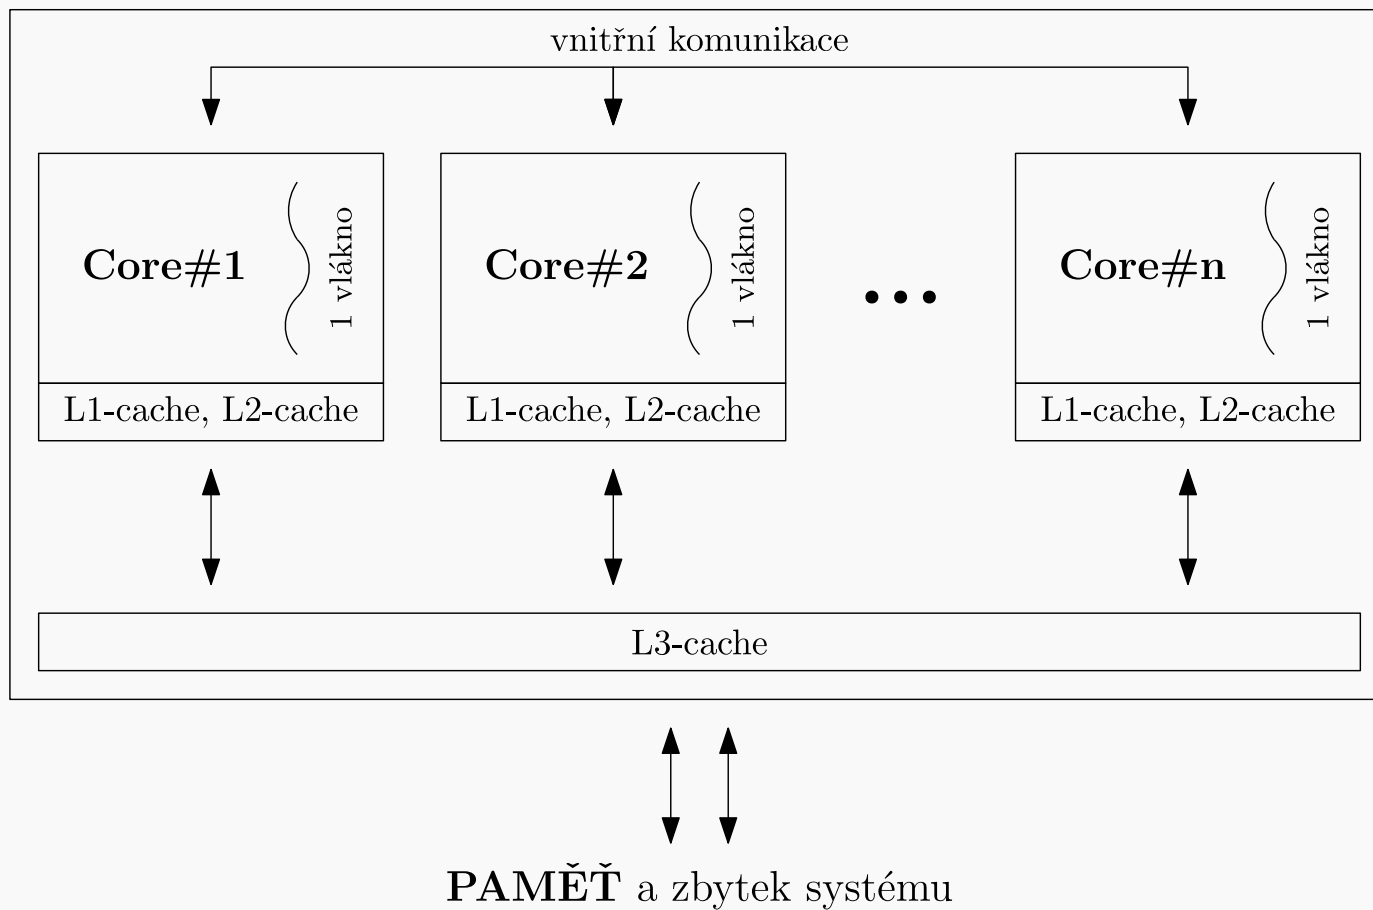 vnitřní komunikace
Core#1
1 vlákno
L1-cache, L2-cache
Core#2
1 vlákno
L1-cache, L2-cache
Core#n
1 vlákno
L1-cache, L2-cache
L3-cache
PAMĚŤ a zbytek systému